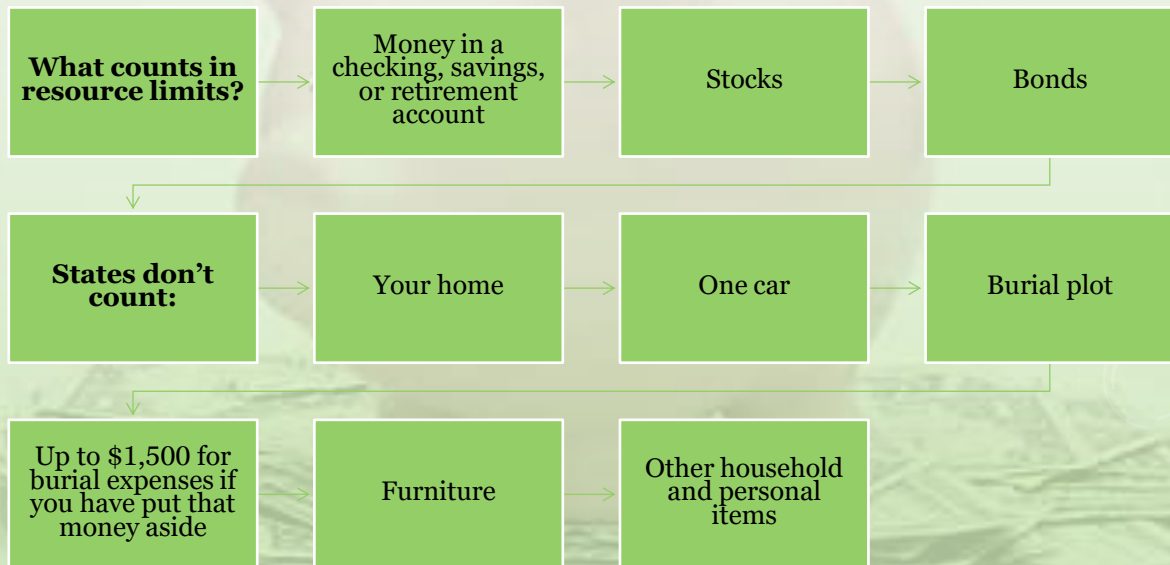 What counts in
resource limits?
Money in a
checking, savings,
or retirement
account
Stocks
Bonds
States don’t
count:
Your home
One car
Burial plot
Up to $1,500 for
burial expenses if
you have put that
money aside
Furniture
Other household
and personal
items